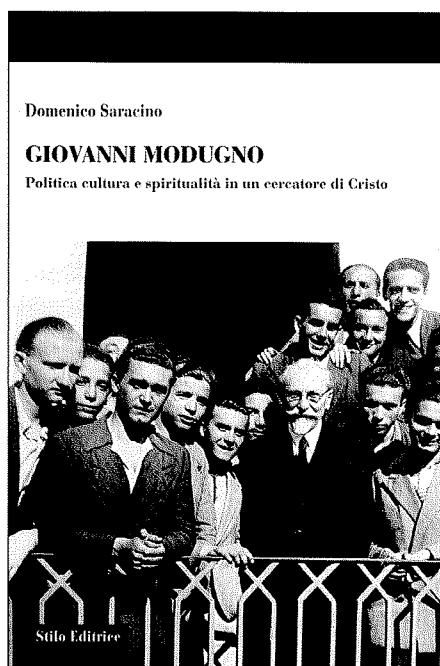 Domenico Saracino
GIOVANNI MODUGNO
Politica cultura e spiritualità in un cercatore di Cristo
Stilo Editrice